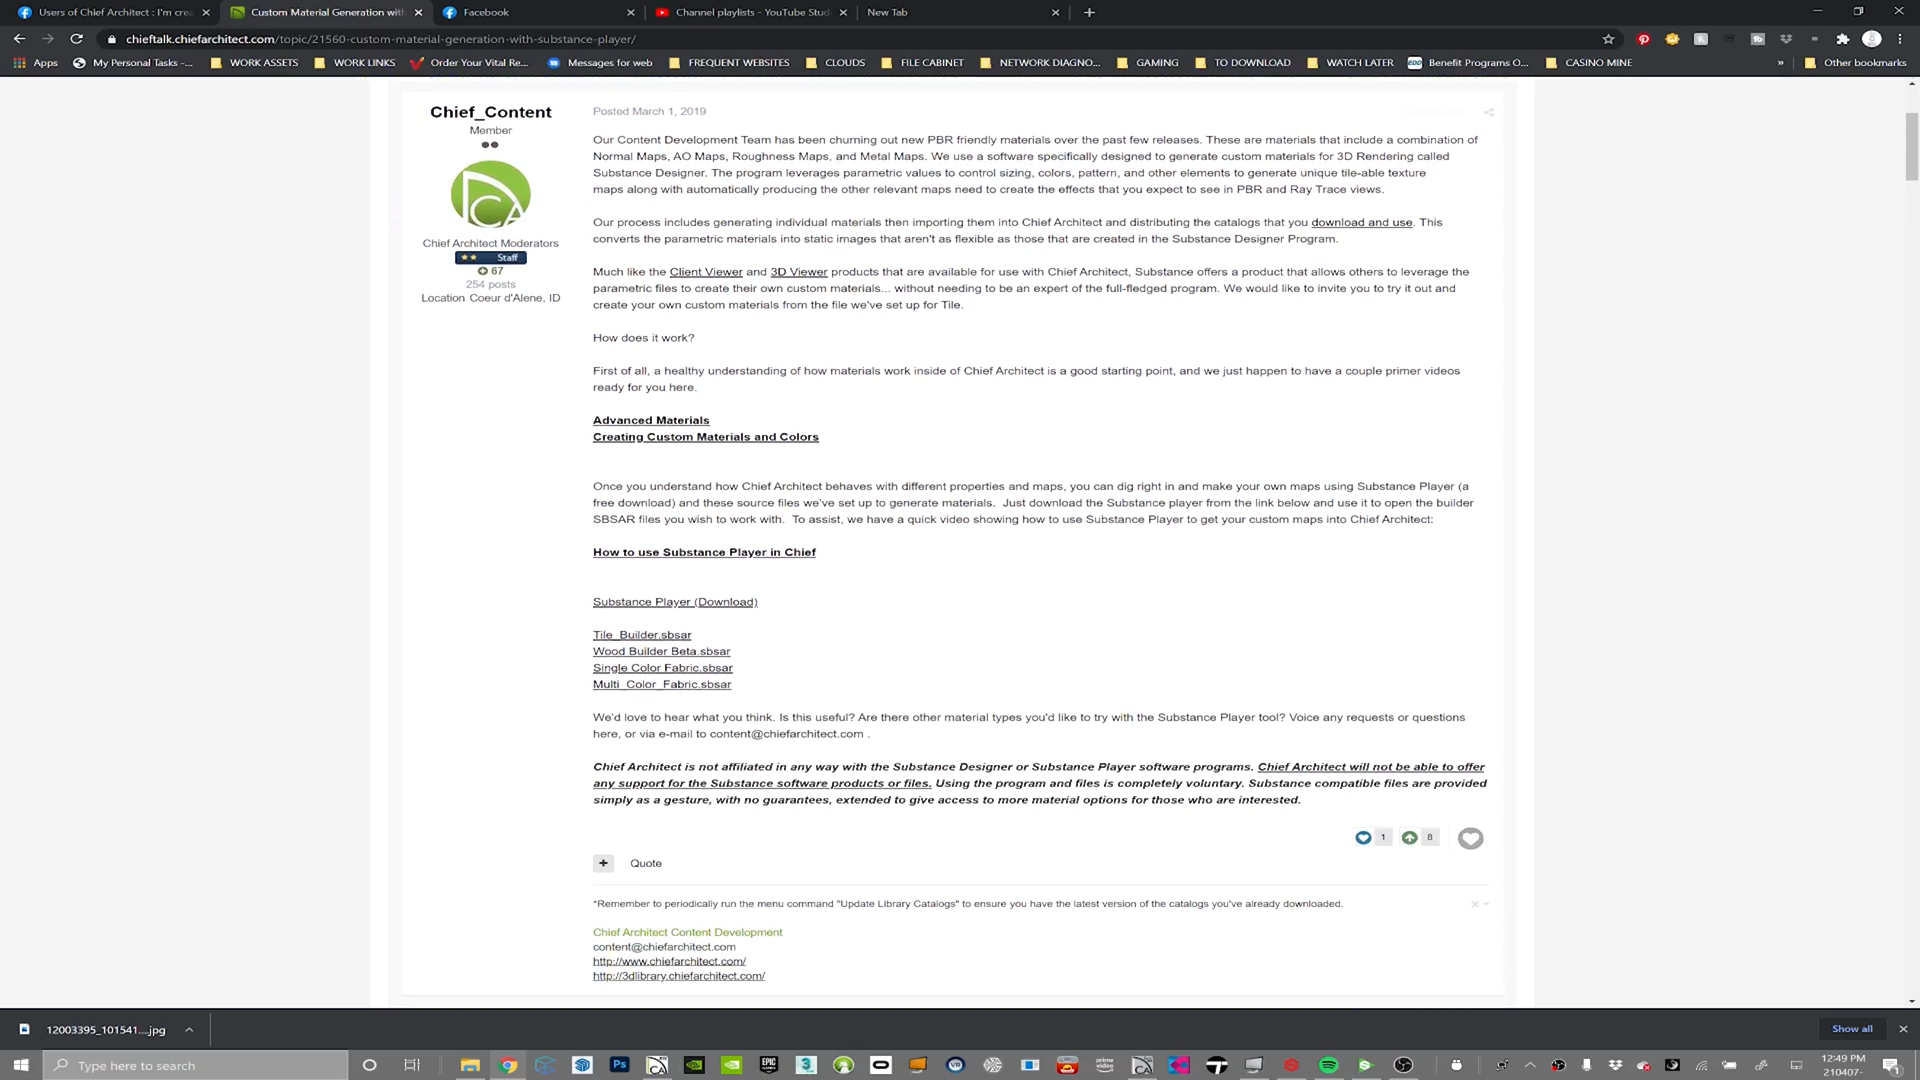 Users of Chief Architect : I'm crea
Custom Material Generation with
Facebook
Channel playlists - YouTube Stud
New Tab
chieftalk.chiefarchitect.com/topic/21560-custom-material-generation-with-substance-player/
Apps
My Personal Tasks -...
WORK ASSETS
WORK LINKS
Order Your Vital Re...
Messages for web
FREQUENT WEBSITES
CLOUDS
FILE CABINET
NETWORK DIAGNO...
GAMING
TO DOWNLOAD
WATCH LATER
Benefit Programs O...
CASINO MINE
»
Other bookmarks
Chief_Content
Member
Chief Architect Moderators
Staff
67
254 posts
Location Coeur d'Alene, ID
Posted March 1, 2019
Our Content Development Team has been churning out new PBR friendly materials over the past few releases. These are materials that include a combination of
Normal Maps, AO Maps, Roughness Maps, and Metal Maps. We use a software specifically designed to generate custom materials for 3D Rendering called
Substance Designer. The program leverages parametric values to control sizing, colors, pattern, and other elements to generate unique tile-able texture
maps along with automatically producing the other relevant maps need to create the effects that you expect to see in PBR and Ray Trace views.
Our process includes generating individual materials then importing them into Chief Architect and distributing the catalogs that you download and use. This
converts the parametric materials into static images that aren't as flexible as those that are created in the Substance Designer Program.
Much like the Client Viewer and 3D Viewer products that are available for use with Chief Architect, Substance offers a product that allows others to leverage the
parametric files to create their own custom materials... without needing to be an expert of the full-fledged program. We would like to invite you to try it out and
create your own custom materials from the file we've set up for Tile.
How does it work?
First of all, a healthy understanding of how materials work inside of Chief Architect is a good starting point, and we just happen to have a couple primer videos
ready for you here.
Advanced Materials
Creating Custom Materials and Colors
Once you understand how Chief Architect behaves with different properties and maps, you can dig right in and make your own maps using Substance Player (a
free download) and these source files we've set up to generate materials.  Just download the Substance player from the link below and use it to open the builder
SBSAR files you wish to work with.  To assist, we have a quick video showing how to use Substance Player to get your custom maps into Chief Architect:
How to use Substance Player in Chief
Substance Player (Download)
Tile_Builder.sbsar
Wood Builder Beta.sbsar
Single Color Fabric.sbsar
Multi_Color_Fabric.sbsar
We'd love to hear what you think. Is this useful? Are there other material types you'd like to try with the Substance Player tool? Voice any requests or questions
here, or via e-mail to content@chiefarchitect.com .
Chief Architect is not affiliated in any way with the Substance Designer or Substance Player software programs. Chief Architect will not be able to offer
any support for the Substance software products or files. Using the program and files is completely voluntary. Substance compatible files are provided
simply as a gesture, with no guarantees, extended to give access to more material options for those who are interested.
1
8
+ Quote
*Remember to periodically run the menu command "Update Library Catalogs" to ensure you have the latest version of the catalogs you've already downloaded.
Chief Architect Content Development
content@chiefarchitect.com
http://www.chiefarchitect.com/
http://3dlibrary.chiefarchitect.com/
12003395_101541....jpg
Show all
Type here to search
12:49 PM
210407-